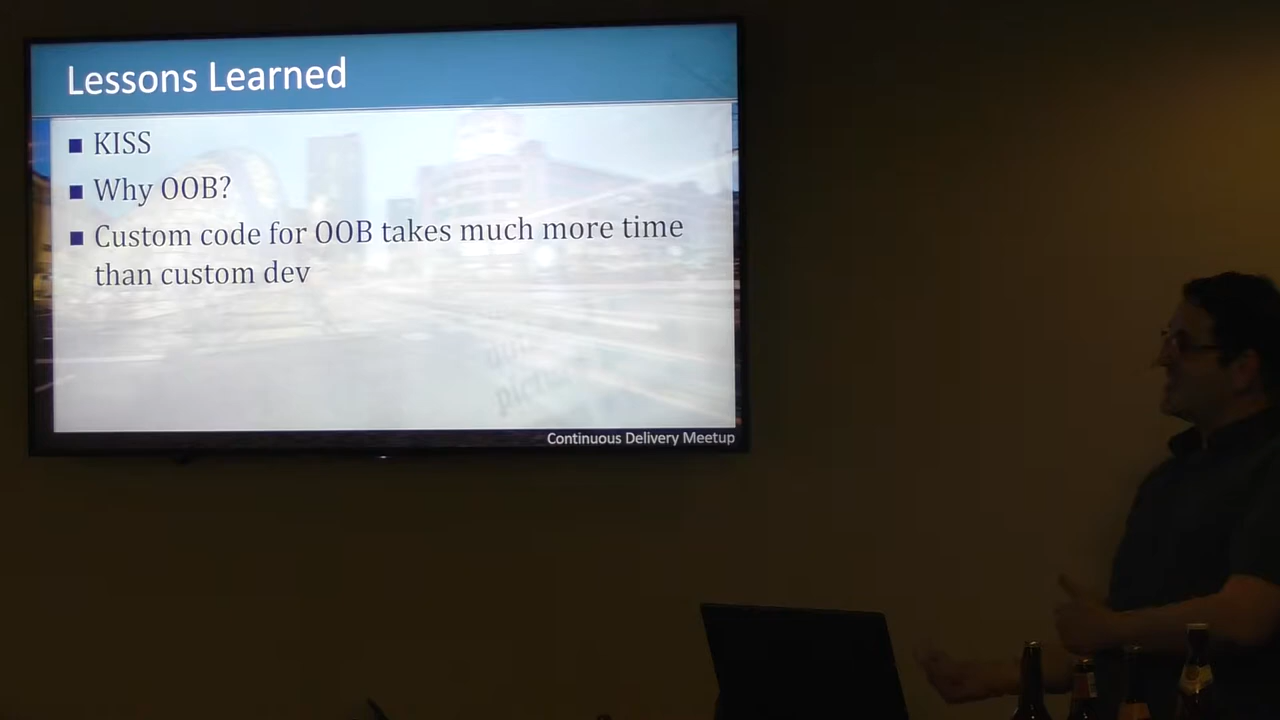 Lessons Learned
KISS
Why OOB?
Custom code for OOB takes much more time
than custom dev
Continuous Delivery Meetup